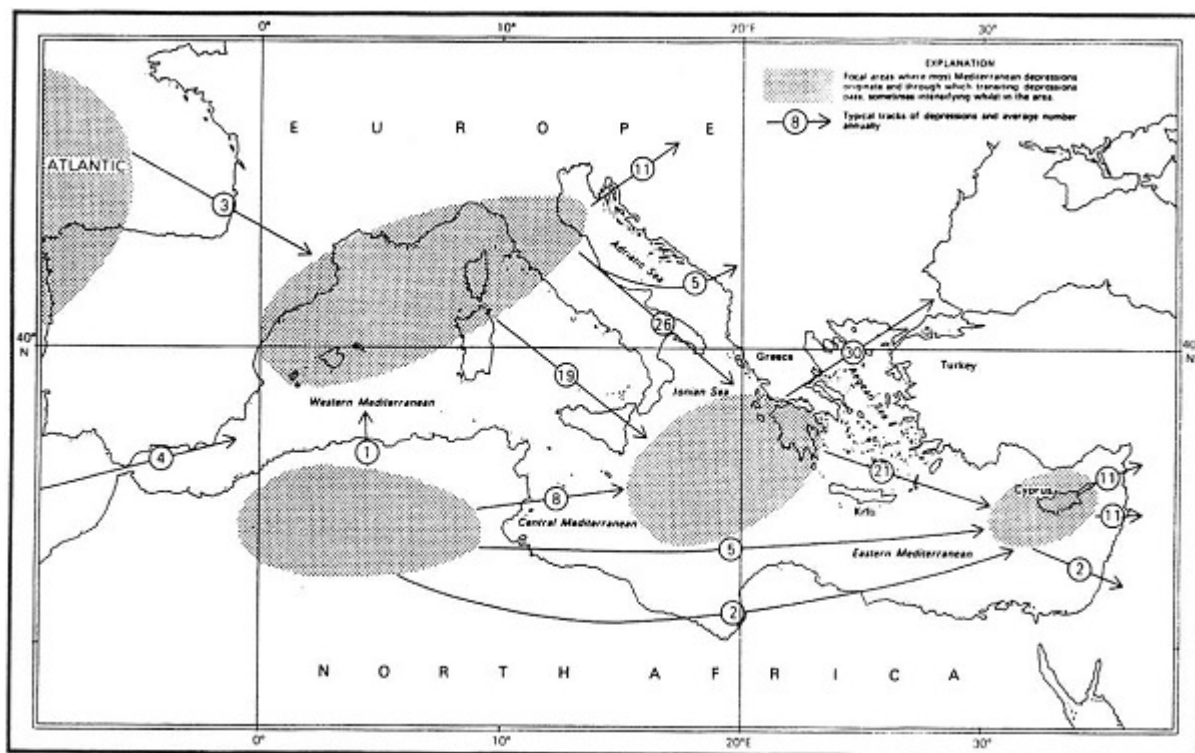 0° 10° 30°
EXPLANATION
Focal areas where most Mediterranean depressions
originate and through which transiting depressions
pass, sometimes intensifying whilst in the area.
8 Typical tracks of depressions and average number
annually
E U R O P E
ATLANTIC
11
3
Adriatic Sea
5
26
40°
N
Greece
30
Turkey
40°
N
19
Ionian Sea
Aegean Sea
Western Mediterranean
4
1
21
Cyprus
11
8
Krfc
11
Central Mediterranean
5
Eastern Mediterranean
2
2
N O R T H A F R I C A
0° 10° 20°E 30°